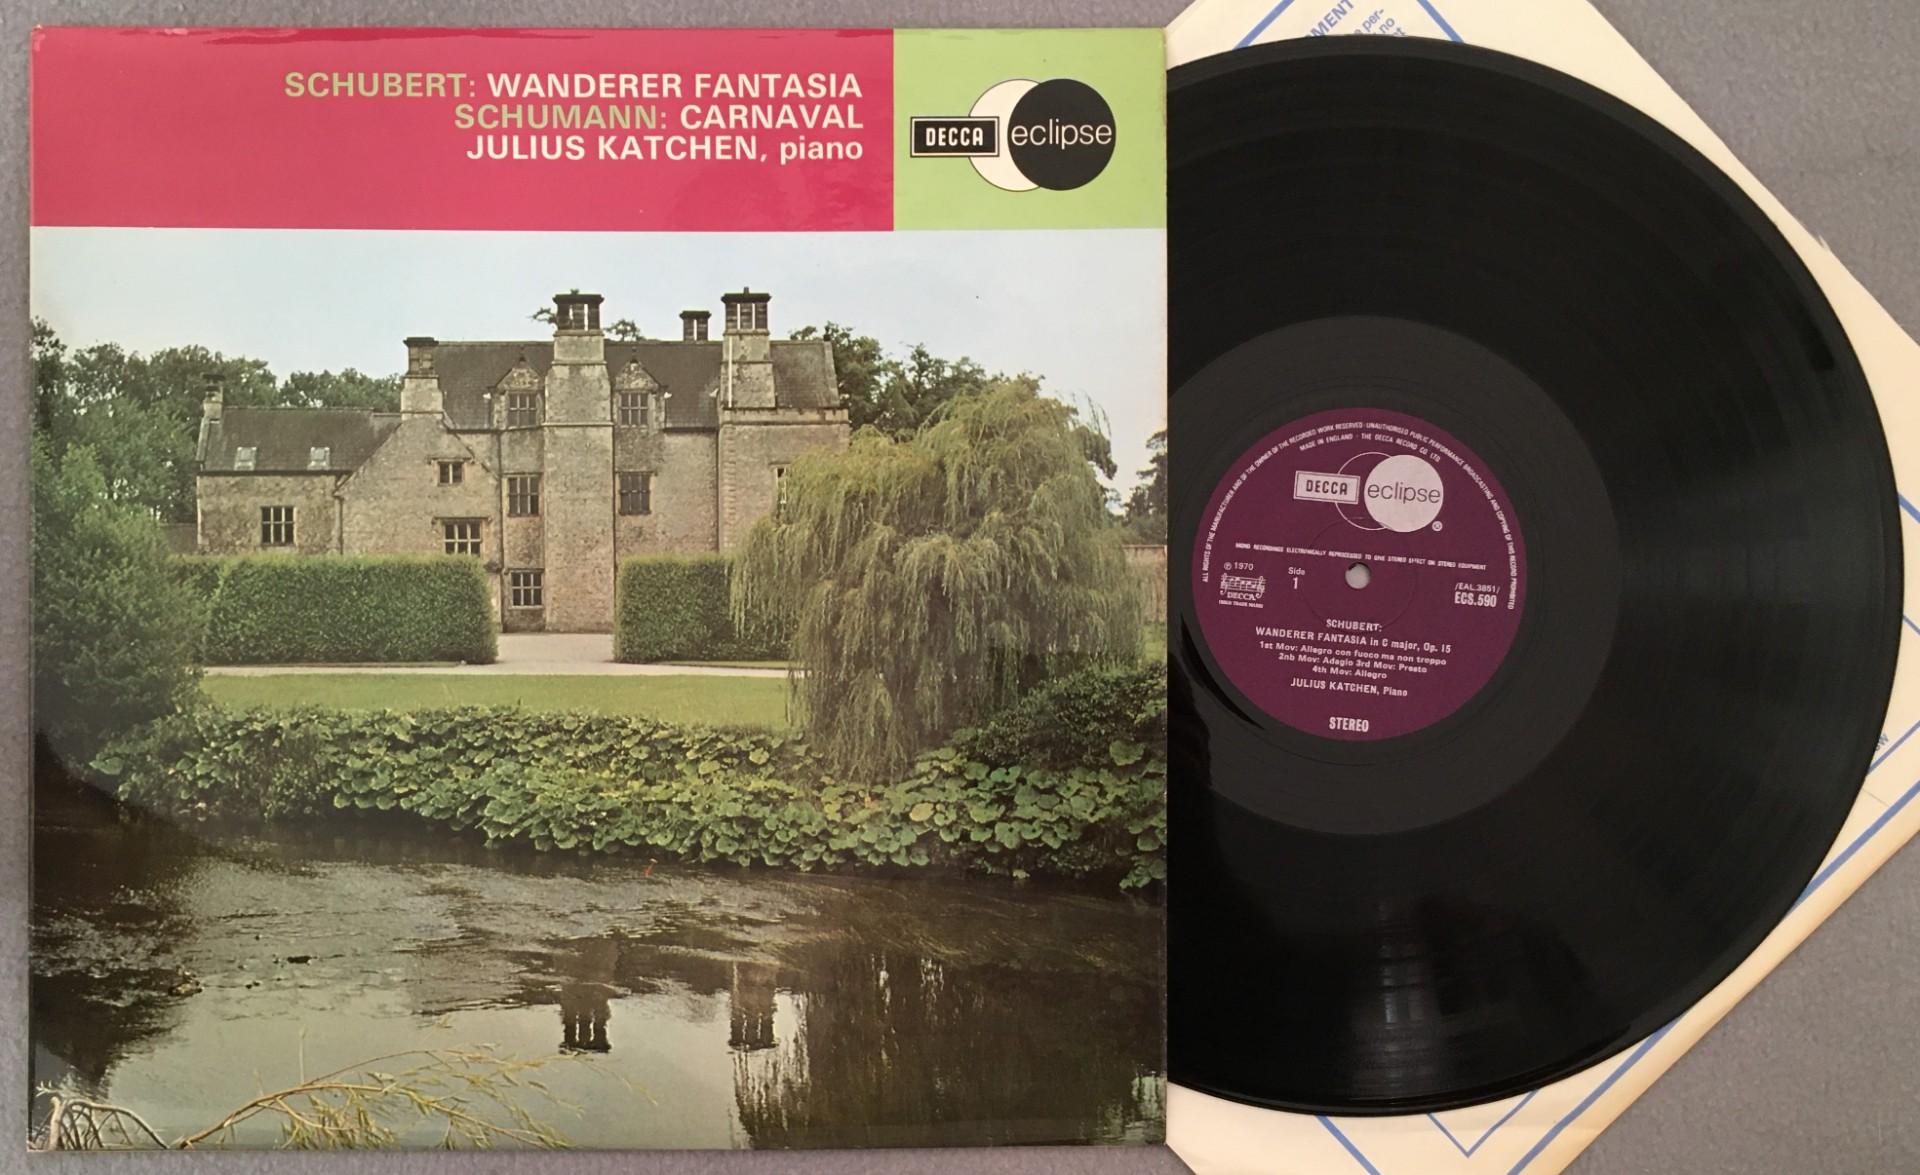 SCHUBERT: WANDERER FANTASIA
SCHUMANN: CARNAVAL
JULIUS KATCHEN, piano
DECCA eclipse
MENT
per-
no
ALL RIGHTS OF THE MANUFACTURER AND OF THE OWNER OF THE RECORDED WORK RESERVED · UNAUTHORISED PUBLIC PERFORMANCE BROADCASTING AND COPYING OF THIS RECORD PROHIBITED
MADE IN ENGLAND · THE DECCA RECORD CO LTD
DECCA eclipse
®
MONO RECORDINGS ELECTRONICALLY REPROCESSED TO GIVE STEREO EFFECT ON STEREO EQUIPMENT
℗ 1970
DECCA
Side
1
/EAL.3851/
ECS.590
SCHUBERT:
WANDERER FANTASIA in C major, Op. 15
1st Mov: Allegro con fuoco ma non troppo
2nb Mov: Adagio 3rd Mov: Presto
4th Mov: Allegro
JULIUS KATCHEN, Piano
STEREO